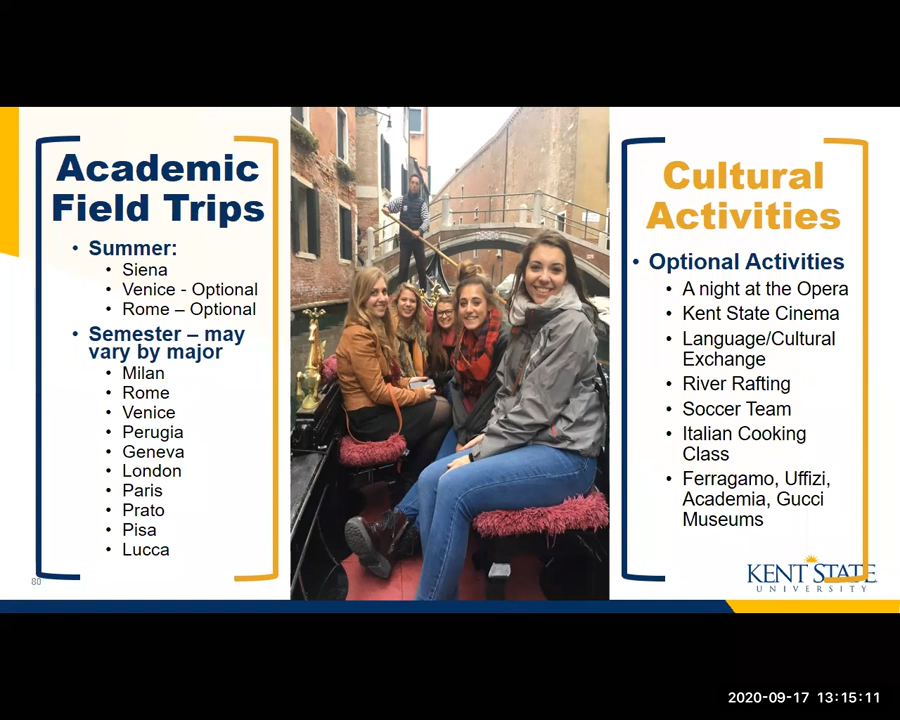 Academic
Field Trips
• Summer:
• Siena
• Venice - Optional
• Rome – Optional
• Semester – may
vary by major
• Milan
• Rome
• Venice
• Perugia
• Geneva
• London
• Paris
• Prato
• Pisa
• Lucca
80
Cultural
Activities
• Optional Activities
• A night at the Opera
• Kent State Cinema
• Language/Cultural
Exchange
• River Rafting
• Soccer Team
• Italian Cooking
Class
• Ferragamo, Uffizi,
Academia, Gucci
Museums
KENT STATE
UNIVERSITY
2020-09-17 13:15:11